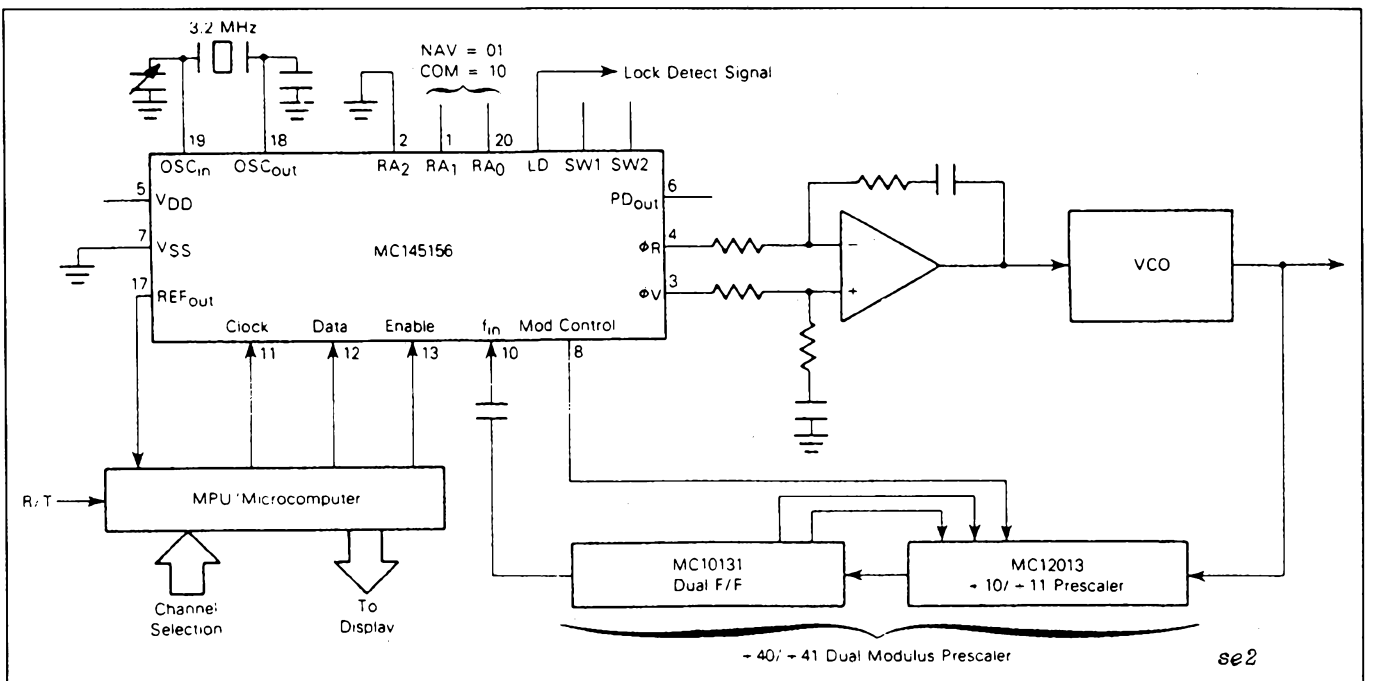 3.2 MHz
NAV = 01
COM = 10
Lock Detect Signal
19
18
2
1
20
OSCin
OSCout
RA2
RA1
RA0
LD
SW1
SW2
5
VDD
PDout
6
7
VSS
MC145156
φR
4
17
REFout
φV
3
VCO
Clock
Data
Enable
fin
Mod Control
11
12
13
10
8
−
+
R/T
MPU/Microcomputer
MC10131
Dual F/F
MC12013
÷ 10/ ÷ 11 Prescaler
Channel
Selection
To
Display
÷ 40/ ÷ 41 Dual Modulus Prescaler
se2